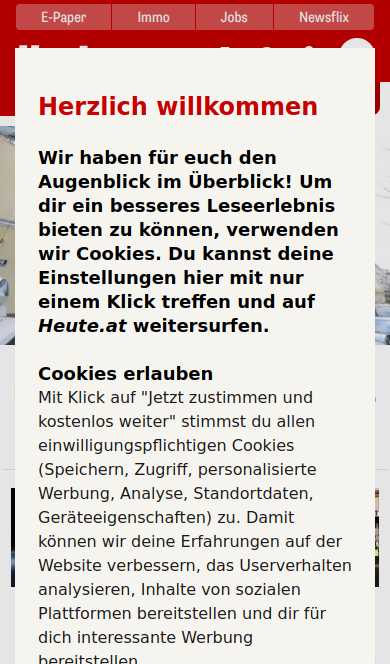 E-Paper
Immo
Jobs
Newsflix
Herzlich willkommen
Wir haben für euch den
Augenblick im Überblick! Um
dir ein besseres Leseerlebnis
bieten zu können, verwenden
wir Cookies. Du kannst deine
Einstellungen hier mit nur
einem Klick treffen und auf
Heute.at weitersurfen.
Cookies erlauben
Mit Klick auf "Jetzt zustimmen und
kostenlos weiter" stimmst du allen
einwilligungspflichtigen Cookies
(Speichern, Zugriff, personalisierte
Werbung, Analyse, Standortdaten,
Geräteeigenschaften) zu. Damit
können wir deine Erfahrungen auf der
Website verbessern, das Userverhalten
analysieren, Inhalte von sozialen
Plattformen bereitstellen und dir für
dich interessante Werbung
bereitstellen